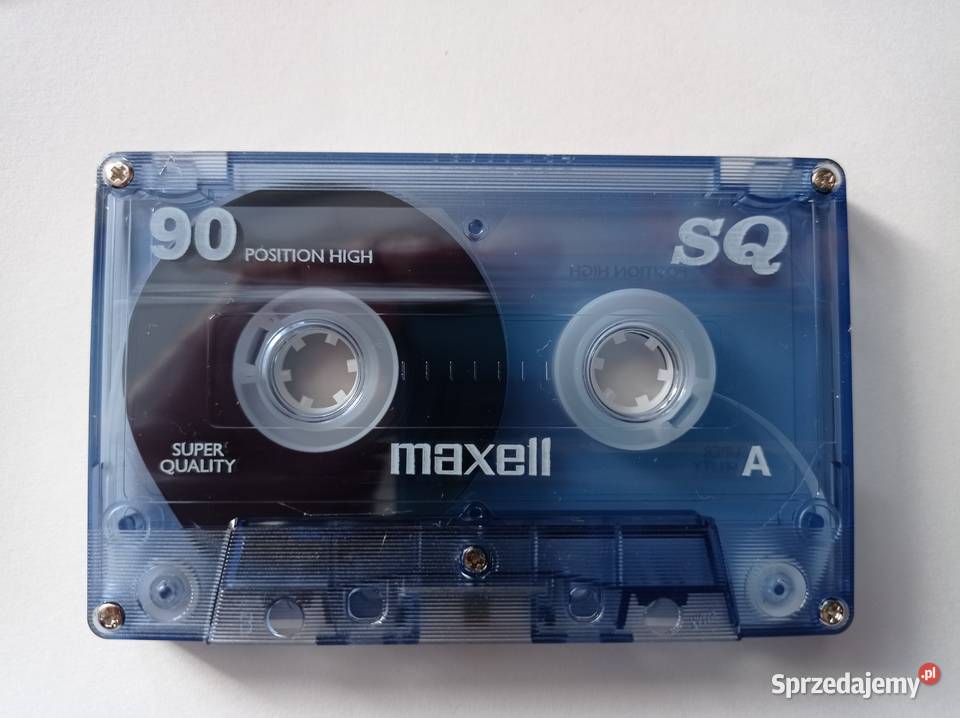 90 POSITION HIGH
SQ
SUPER
QUALITY
maxell
A
Sprzedajemy.pl